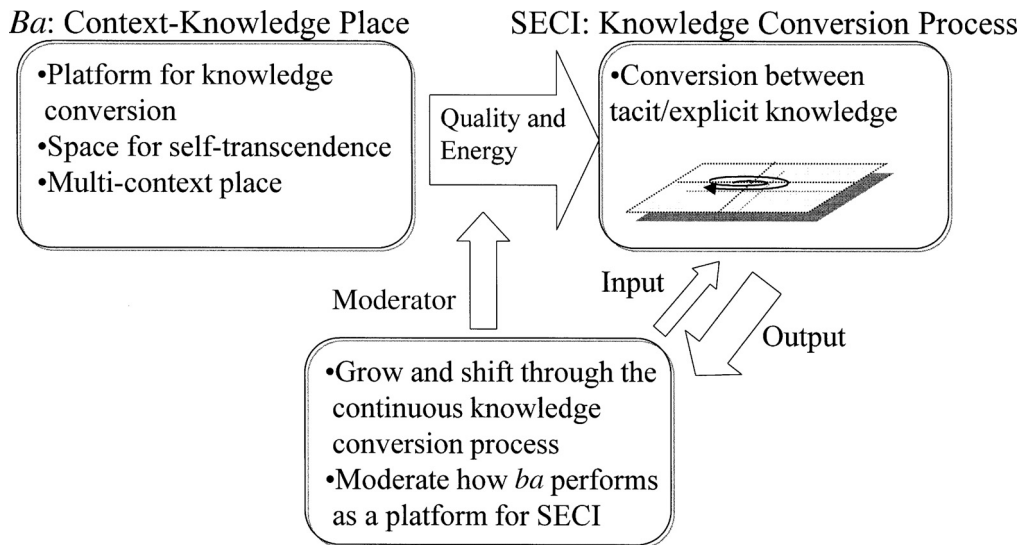 Ba: Context-Knowledge Place
•Platform for knowledge
conversion
•Space for self-transcendence
•Multi-context place
Quality and
Energy
SECI: Knowledge Conversion Process
•Conversion between
tacit/explicit knowledge
Moderator
Input
Output
•Grow and shift through the
continuous knowledge
conversion process
•Moderate how ba performs
as a platform for SECI